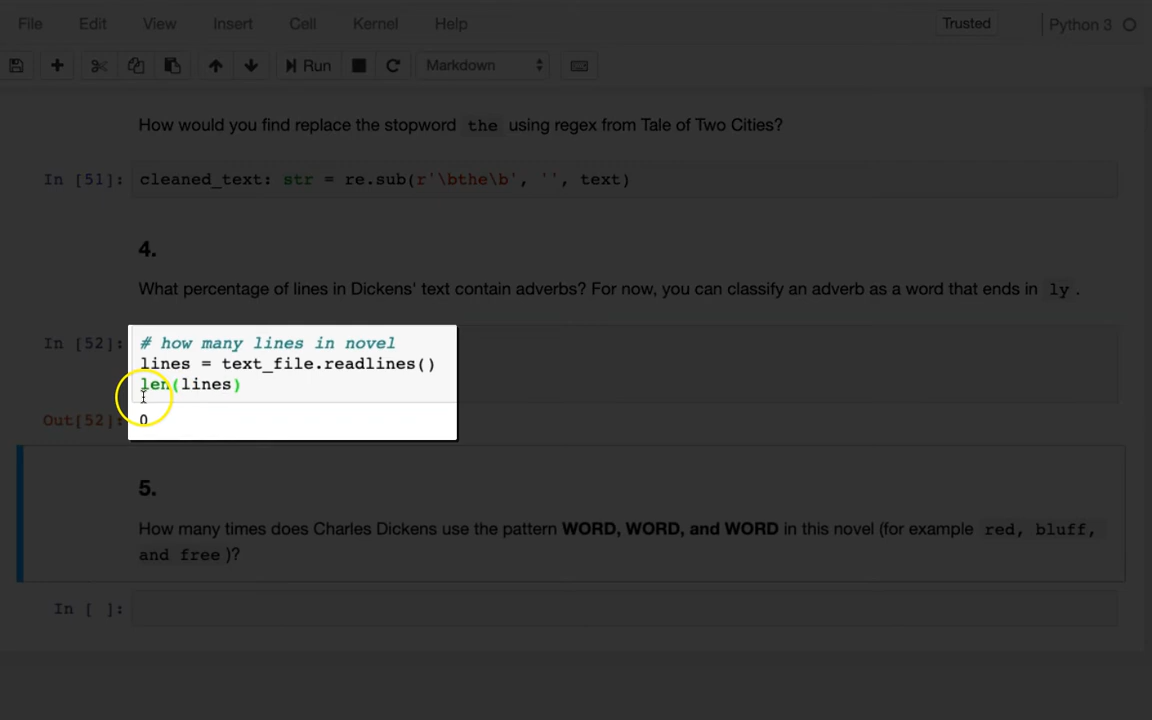 File Edit View Insert Cell Kernel Help Trusted Python 3
Run Markdown
How would you find replace the stopword the using regex from Tale of Two Cities?
In [51]: cleaned_text: str = re.sub(r'\bthe\b', '', text)
4.
What percentage of lines in Dickens' text contain adverbs? For now, you can classify an adverb as a word that ends in ly .
In [52]: # how many lines in novel
lines = text_file.readlines()
len(lines)
Out[52]: 0
5.
How many times does Charles Dickens use the pattern WORD, WORD, and WORD in this novel (for example red, bluff,
and free )?
In [ ]: